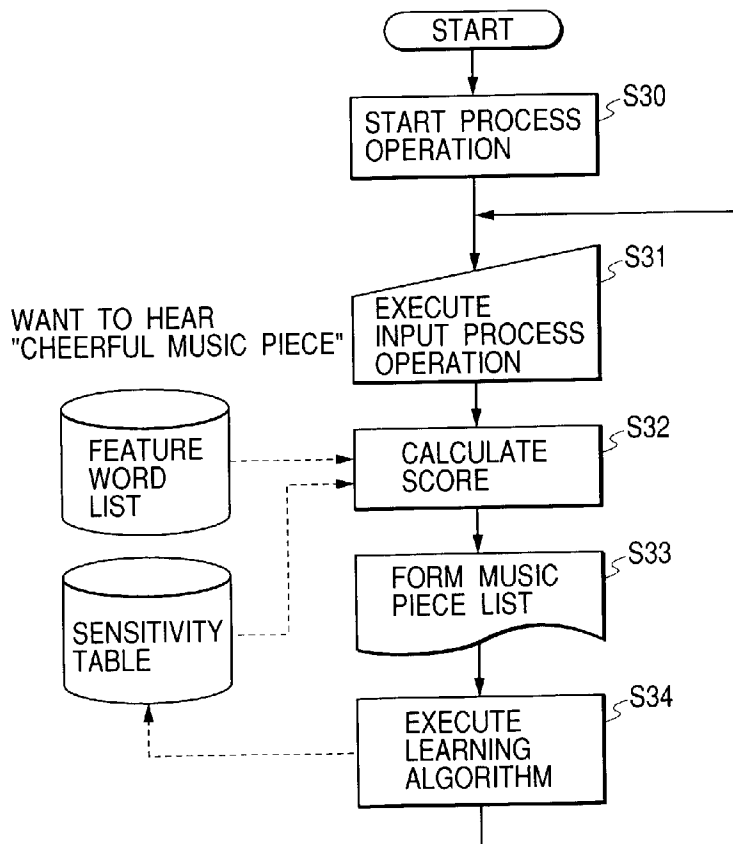 START
S30
START PROCESS
OPERATION
S31
WANT TO HEAR
"CHEERFUL MUSIC PIECE"
EXECUTE
INPUT PROCESS
OPERATION
S32
FEATURE
WORD
LIST
CALCULATE
SCORE
S33
FORM MUSIC
PIECE LIST
SENSITIVITY
TABLE
S34
EXECUTE
LEARNING
ALGORITHM